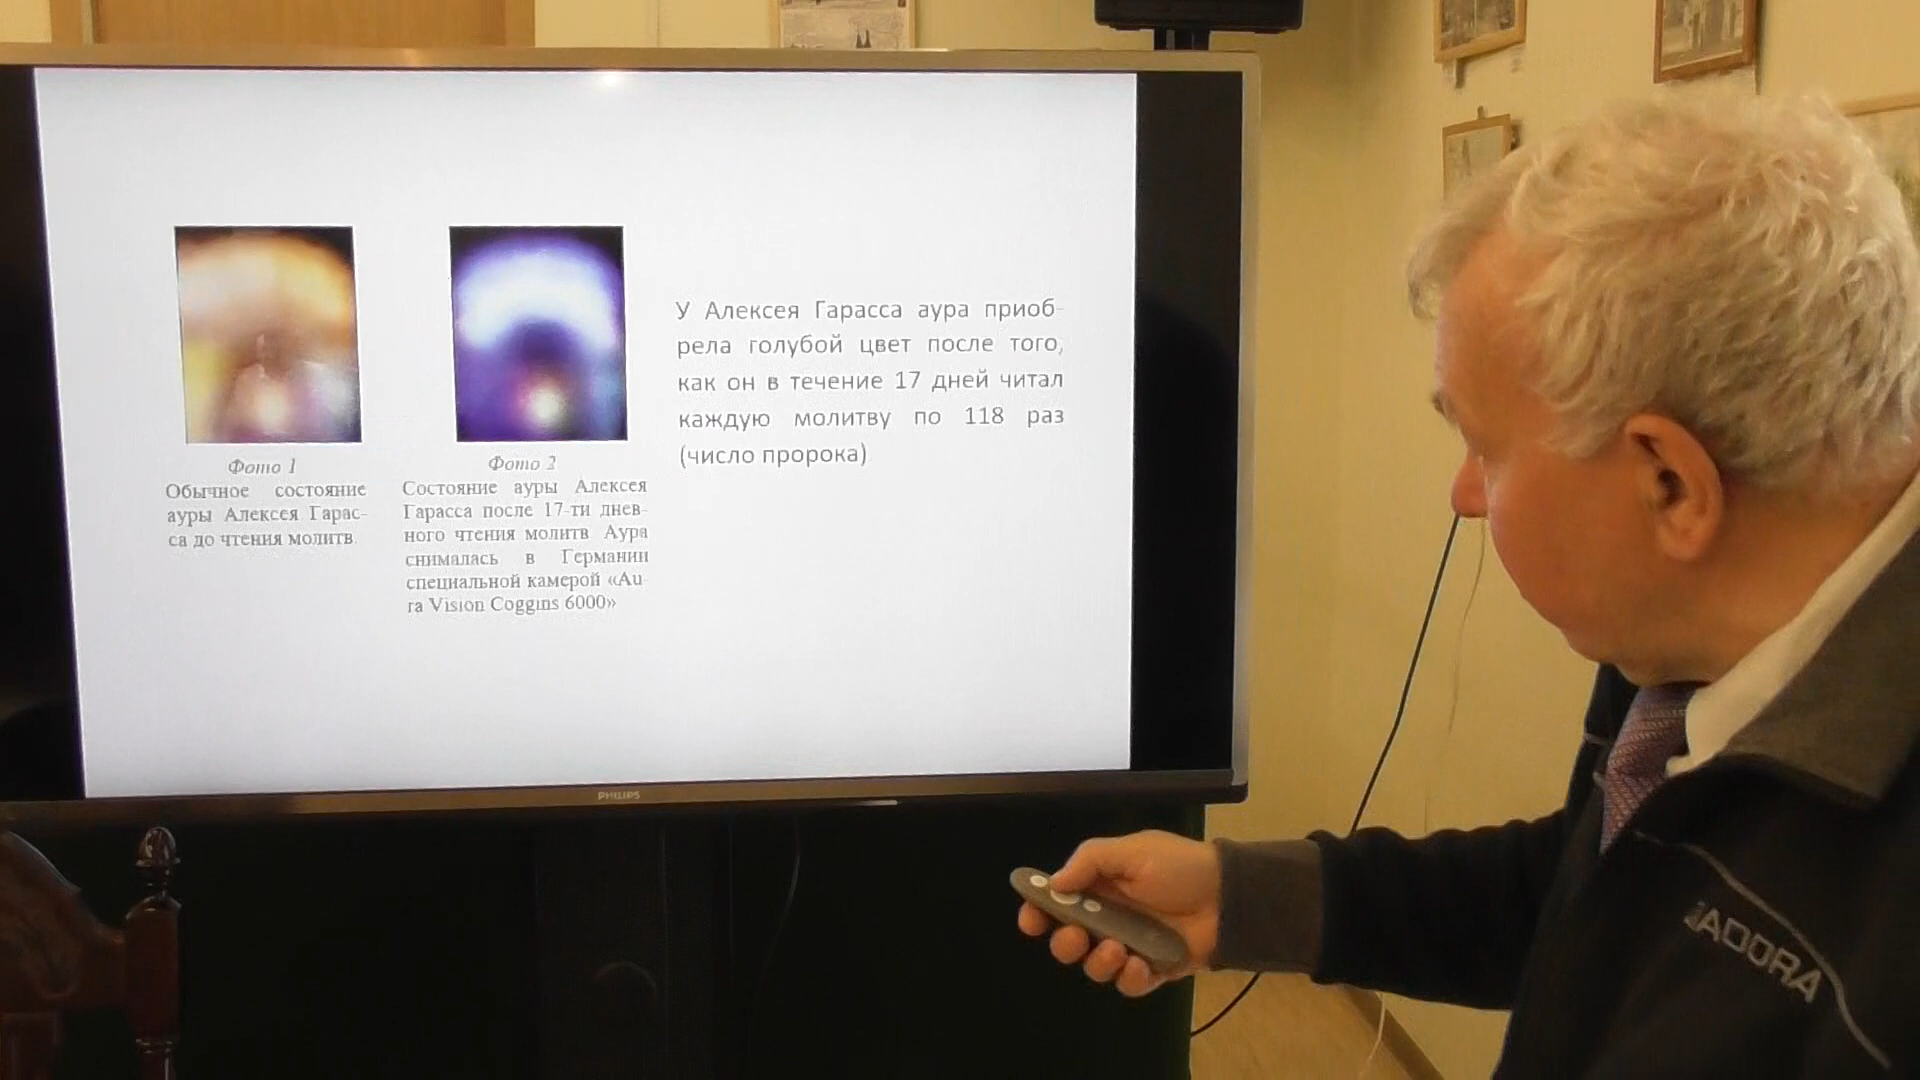 Фото 1
Обычное состояние
ауры Алексея Гарас-
са до чтения молитв.
Фото 2
Состояние ауры Алексея
Гарасса после 17-ти днев-
ного чтения молитв Аура
снималась в Германии
специальной камерой «Au-
ra Vision Coggins 6000»
У Алексея Гарасса аура приоб-
рела голубой цвет после того,
как он в течение 17 дней читал
каждую молитву по 118 раз
(число пророка)
PHILIPS
IADORA